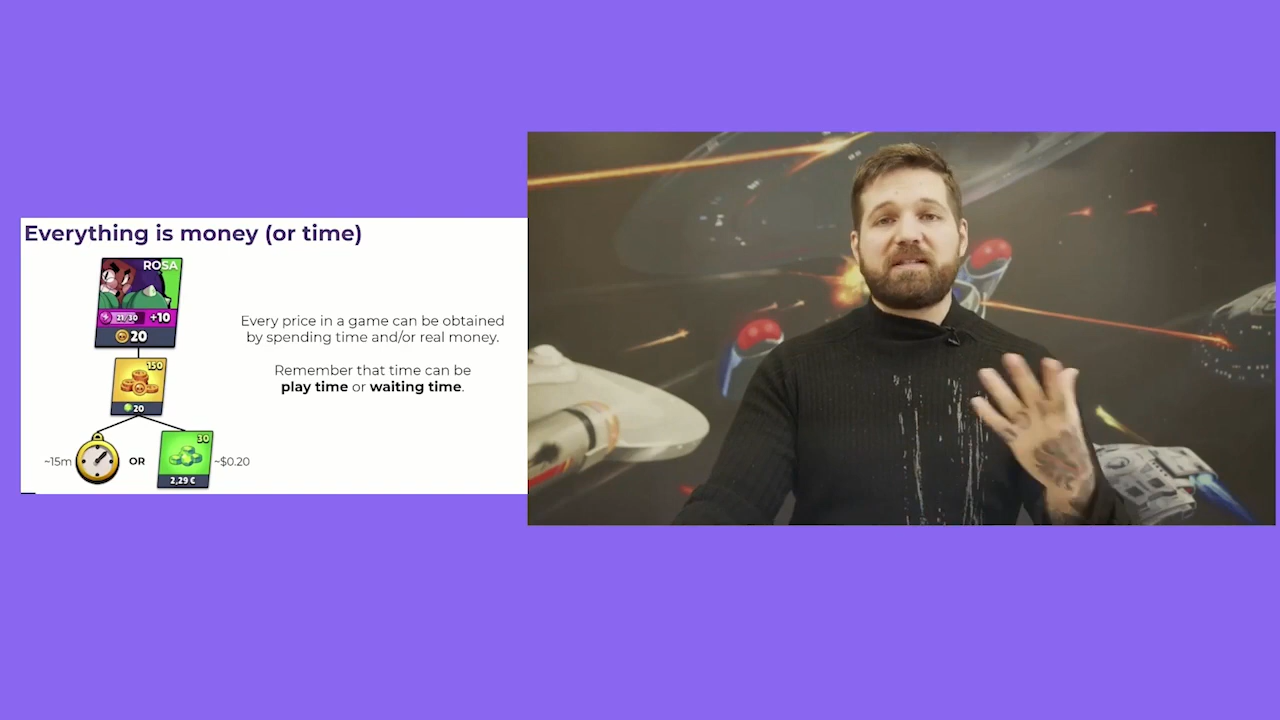 Everything is money (or time)
ROSA
21/30 +10
20
150
20
Every price in a game can be obtained
by spending time and/or real money.
Remember that time can be
play time or waiting time.
~15m OR 30 ~$0.20
2,29 €